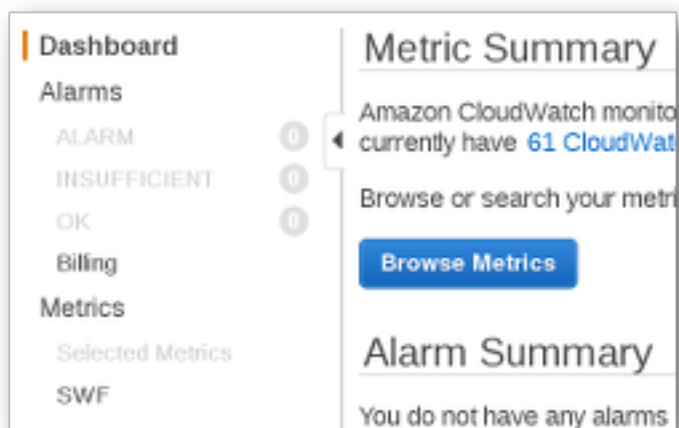 Dashboard
Alarms
ALARM 0
INSUFFICIENT 0
OK 0
Billing
Metrics
Selected Metrics
SWF
Metric Summary
Amazon CloudWatch monito
currently have 61 CloudWat
Browse or search your metri
Browse Metrics
Alarm Summary
You do not have any alarms